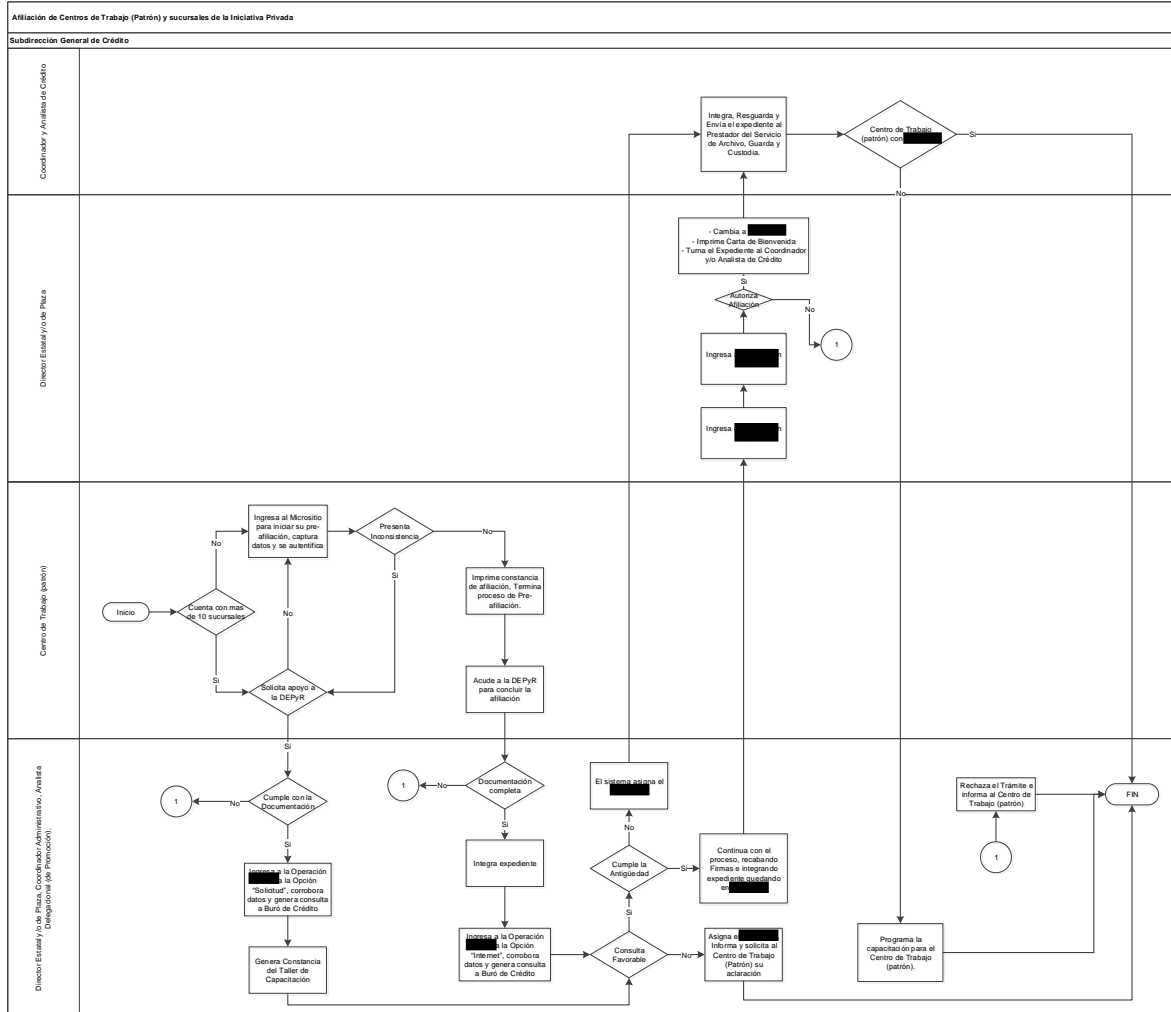 Afiliación de Centros de Trabajo (Patrón) y sucursales de la Iniciativa Privada
Subdirección General de Crédito
Coordinador y Analista de Crédito
Integra, Resguarda y
Envía el expediente al
Prestador del Servicio
de Archivo, Guarda y
Custodia.
Centro de Trabajo
(patrón) con
Si
No
Director Estatal y/o de Plaza
- Cambia a
- Imprime Carta de Bienvenida
- Turna el Expediente al Coordinador
y/o Analista de Crédito
Si
Autoriza
Afiliación
No
1
Ingresa
Ingresa
Centro de Trabajo (patrón)
Inicio
Cuenta con mas
de 10 sucursales
No
Si
Ingresa al Micrositio
para iniciar su pre-
afiliación, captura
datos y se autentifica
Presenta
Inconsistencia
No
Si
No
Solicita apoyo a
la DEPyR
Si
Imprime constancia
de afiliación, Termina
proceso de Pre-
afiliación.
Acude a la DEPyR
para concluir la
afiliación
Director Estatal y/o de Plaza, Coordinador Administrativo, Analista
Delegacional (de Promoción).
1
No
Cumple con la
Documentación
Si
Ingresa a la Operación
a la Opción
"Solicitud", corrobora
datos y genera consulta
a Buró de Crédito
Genera Constancia
del Taller de
Capacitación
1
No
Documentación
completa
Si
Integra expediente
Ingresa a la Operación
a la Opción
"Internet", corrobora
datos y genera consulta
a Buró de Crédito
El sistema asigna el
No
Cumple la
Antigüedad
Si
Si
Consulta
Favorable
No
Continua con el
proceso, recabando
Firmas e integrando
expediente quedando
en
Asigna e
Informa y solicita al
Centro de Trabajo
(Patrón) su
aclaración
Programa la
capacitación para el
Centro de Trabajo
(patrón).
Rechaza el Trámite e
informa al Centro de
Trabajo (patrón)
1
FIN